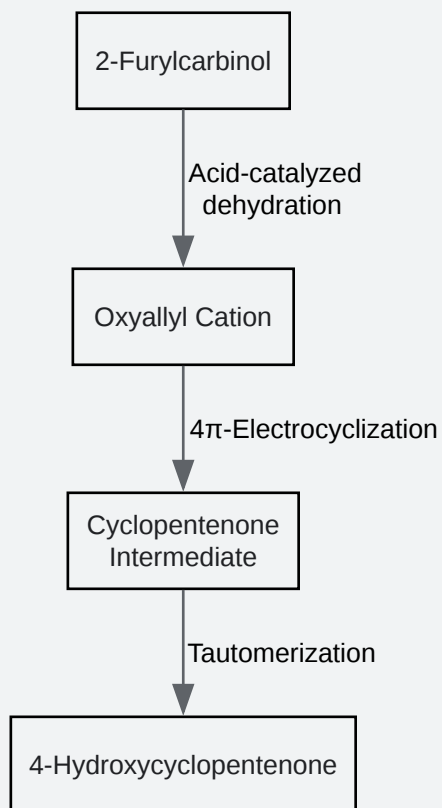 2-Furylcarbinol
Acid-catalyzed
dehydration
Oxyallyl Cation
4π-Electrocyclization
Cyclopentenone
Intermediate
Tautomerization
4-Hydroxycyclopentenone